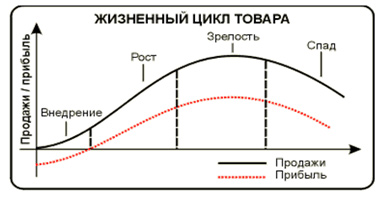 ЖИЗНЕННЫЙ ЦИКЛ ТОВАРА
Продажи / прибыль
Внедрение
Рост
Зрелость
Спад
Продажи
Прибыль